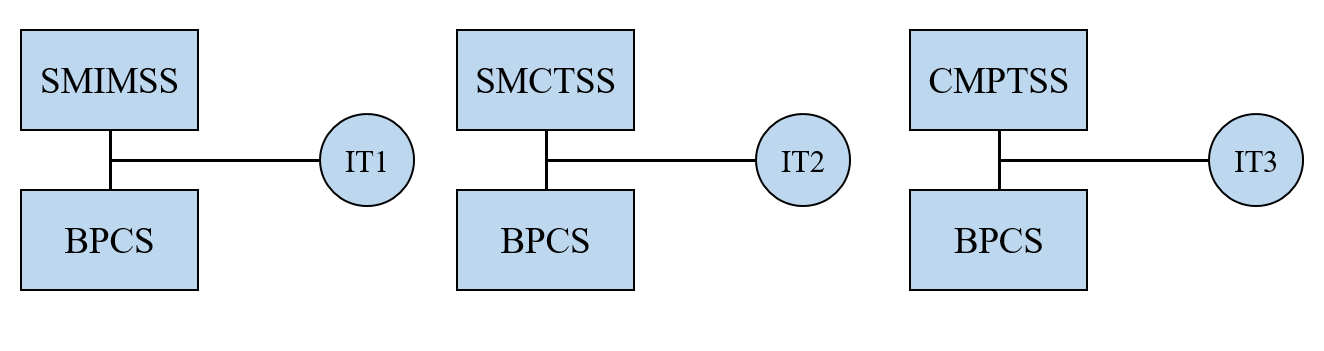 SMIMSS
SMCTSS
CMPTSS
IT1
IT2
IT3
BPCS
BPCS
BPCS